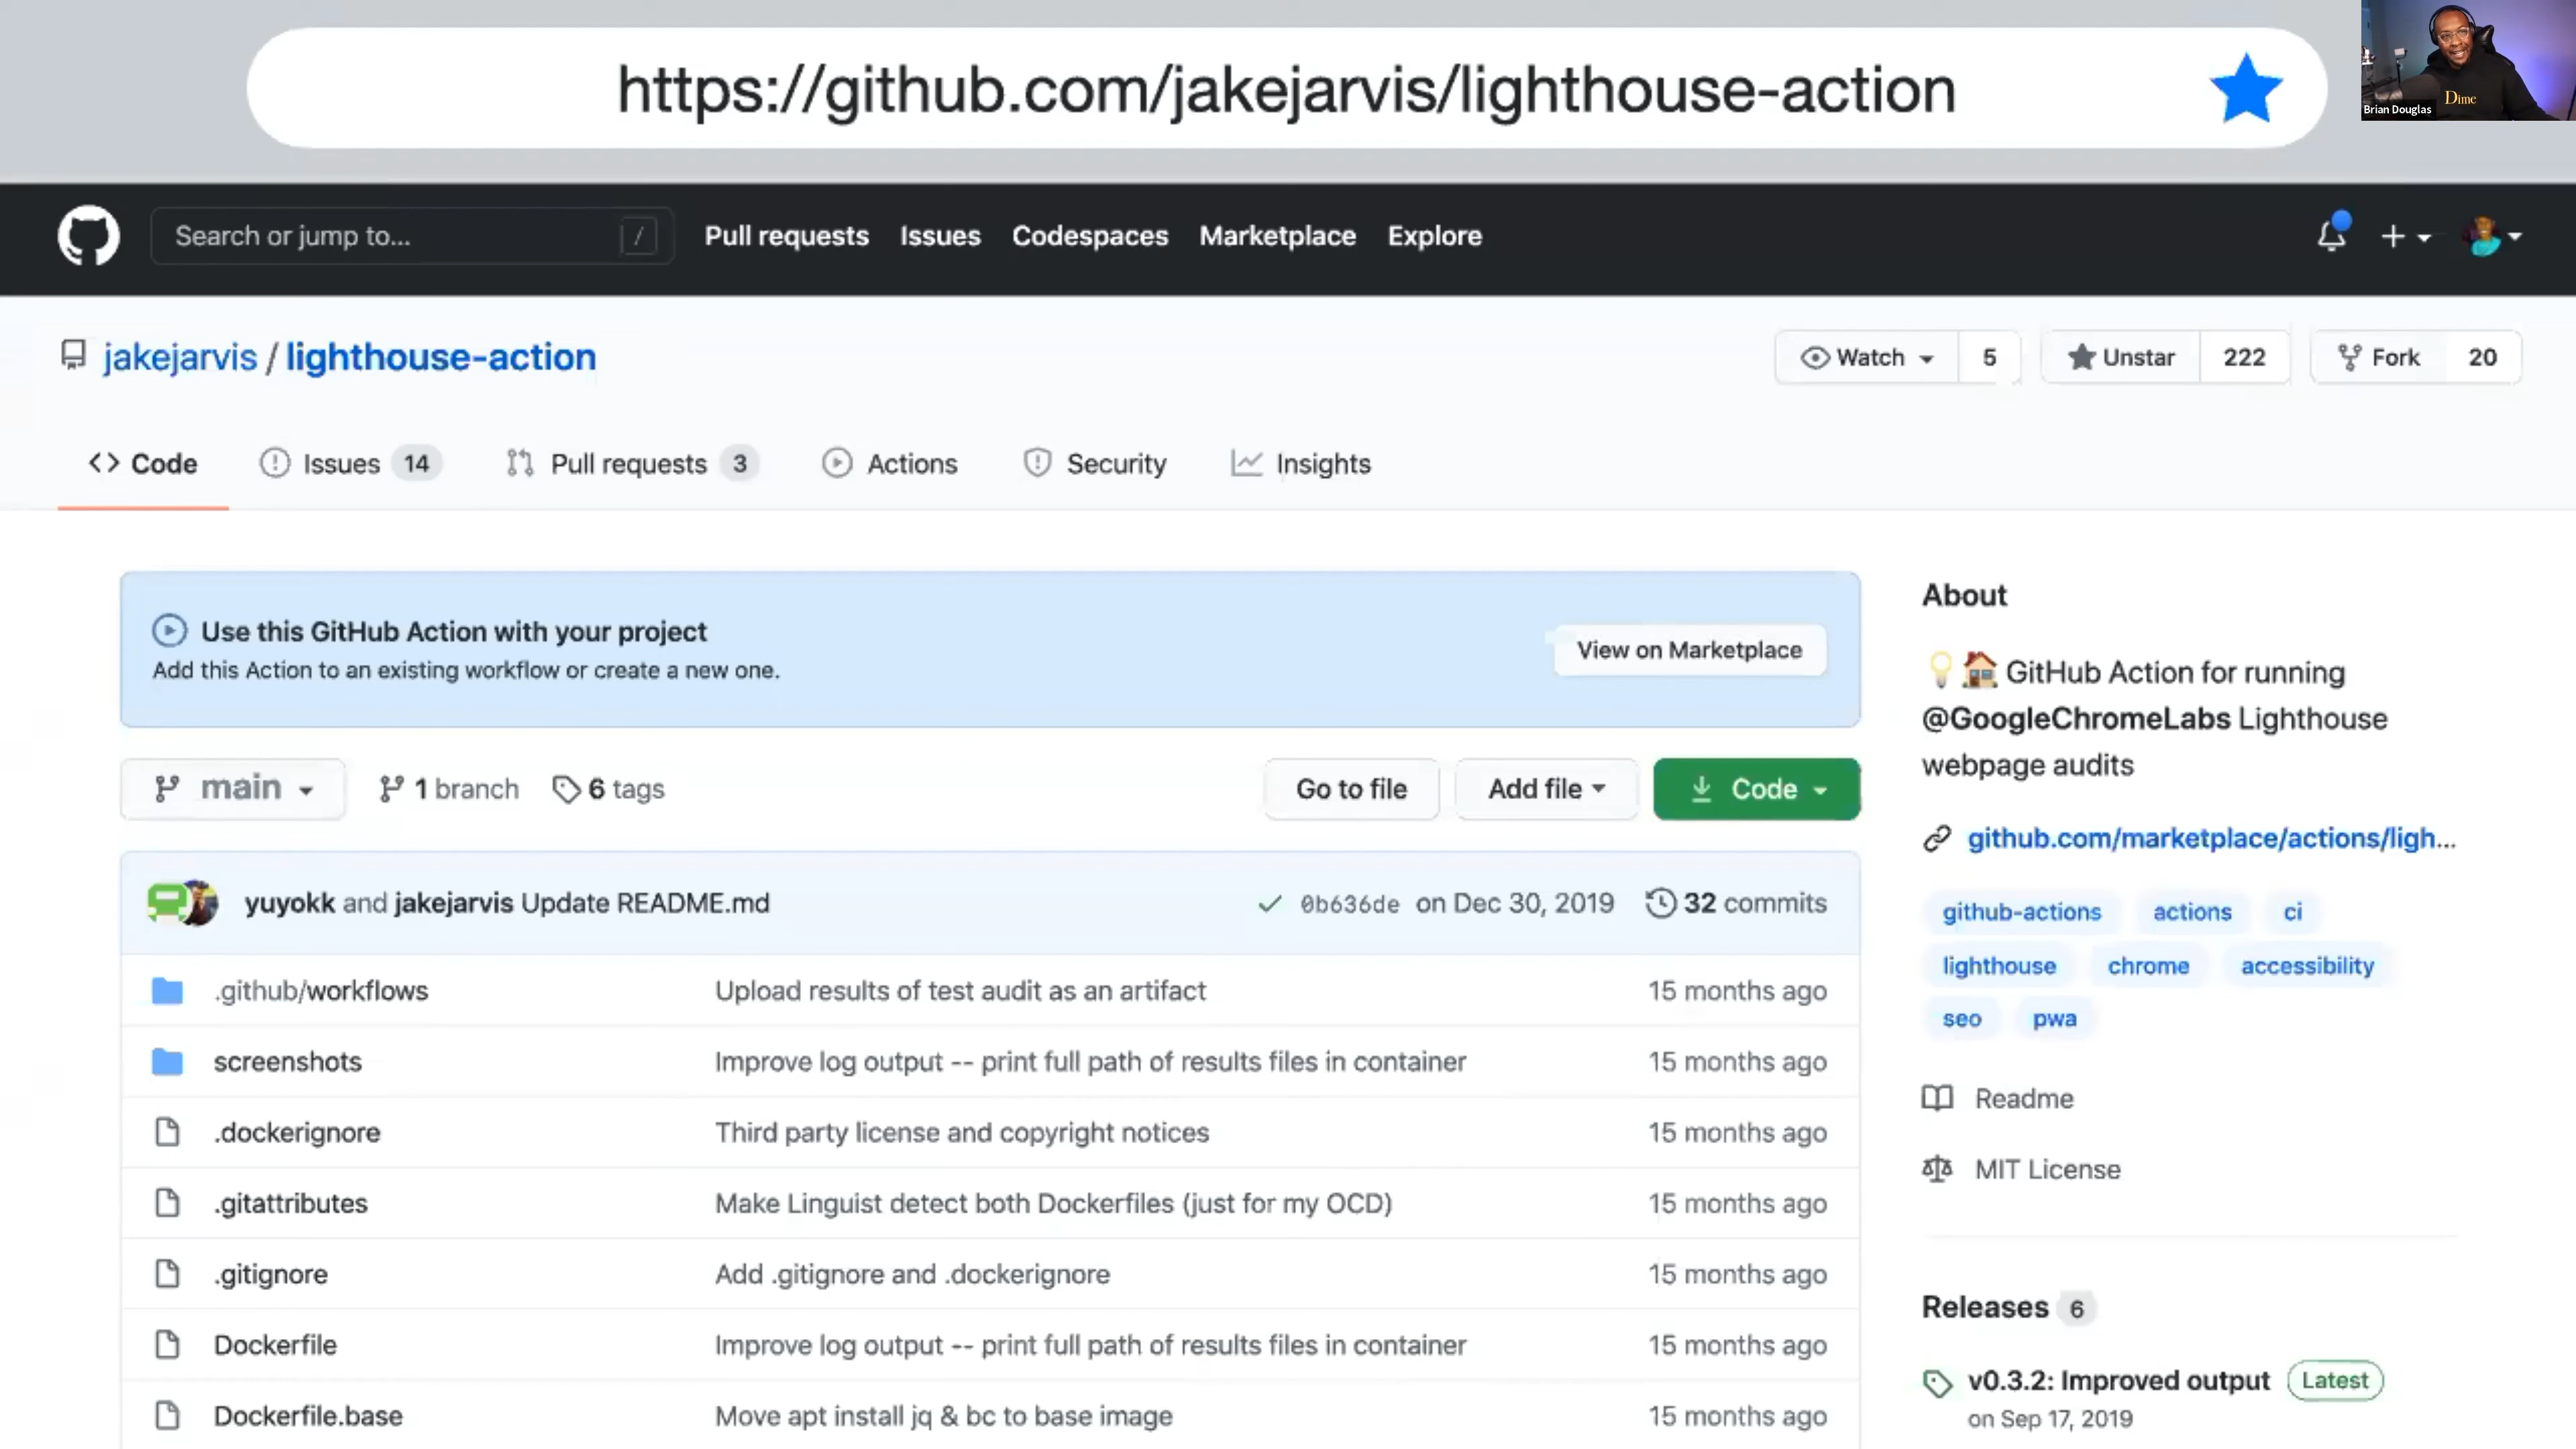 https://github.com/jakejarvis/lighthouse-action
Dime
Brian Douglas
Search or jump to... /
Pull requests Issues Codespaces Marketplace Explore
jakejarvis / lighthouse-action
Watch 5 Unstar 222 Fork 20
Code Issues 14 Pull requests 3 Actions Security Insights
Use this GitHub Action with your project
Add this Action to an existing workflow or create a new one.
View on Marketplace
main 1 branch 6 tags
Go to file Add file Code
yuyokk and jakejarvis Update README.md 0b636de on Dec 30, 2019 32 commits
.github/workflows Upload results of test audit as an artifact 15 months ago
screenshots Improve log output -- print full path of results files in container 15 months ago
.dockerignore Third party license and copyright notices 15 months ago
.gitattributes Make Linguist detect both Dockerfiles (just for my OCD) 15 months ago
.gitignore Add .gitignore and .dockerignore 15 months ago
Dockerfile Improve log output -- print full path of results files in container 15 months ago
Dockerfile.base Move apt install jq & bc to base image 15 months ago
About
GitHub Action for running
@GoogleChromeLabs Lighthouse
webpage audits
github.com/marketplace/actions/ligh...
github-actions actions ci
lighthouse chrome accessibility
seo pwa
Readme
MIT License
Releases 6
v0.3.2: Improved output Latest
on Sep 17, 2019